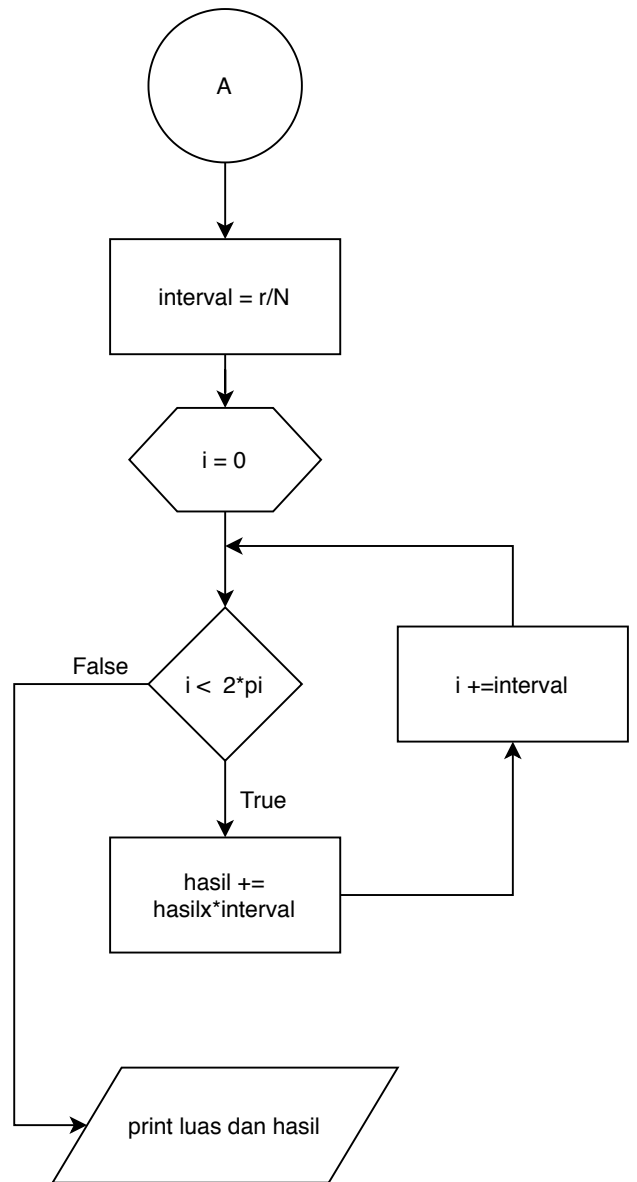 A
interval = r/N
i = 0
False
i <  2*pi
i +=interval
True
hasil +=
hasilx*interval
print luas dan hasil